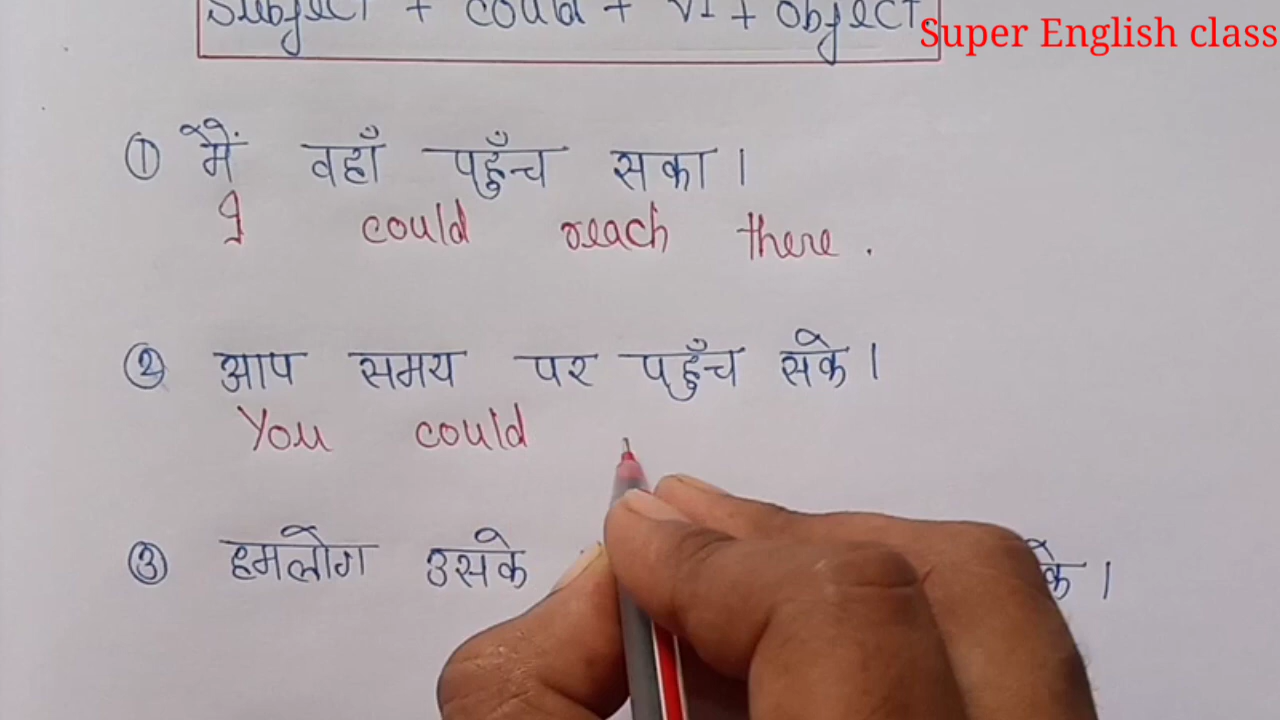 Subject + could + V1 + object
Super English class
① मैं वहाँ पहुँच सका।
I could reach there.
② आप समय पर पहुँच सके।
You could
③ हमलोग उसके के।